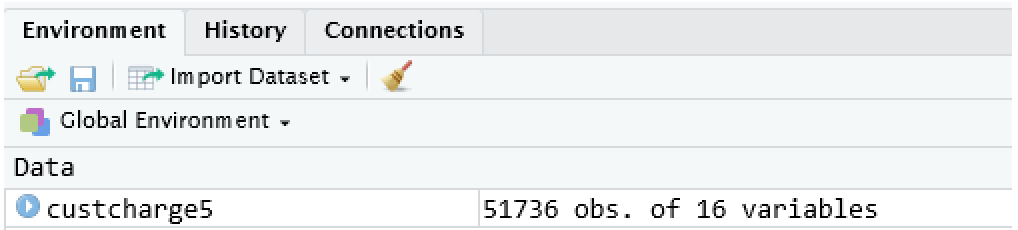 Environment History Connections
Import Dataset
Global Environment
Data
custcharge5 51736 obs. of 16 variables